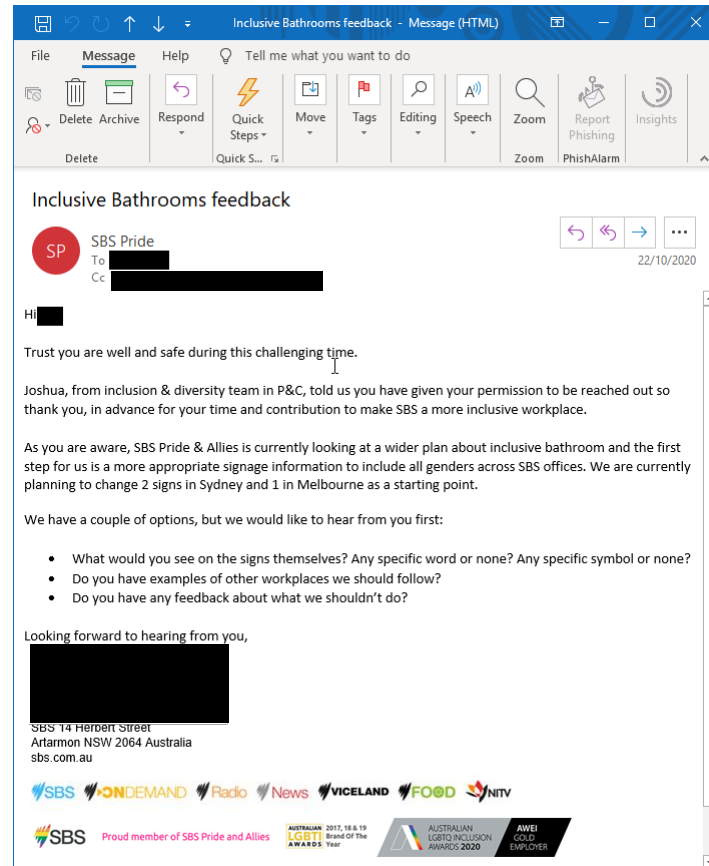 Inclusive Bathrooms feedback - Message (HTML)
File Message Help Tell me what you want to do
Delete Archive Respond Quick Steps Move Tags Editing Speech Zoom Report Phishing Insights
Delete Quick S... Zoom PhishAlarm
Inclusive Bathrooms feedback
SP
SBS Pride
To
Cc
22/10/2020
Hi
Trust you are well and safe during this challenging time.
Joshua, from inclusion & diversity team in P&C, told us you have given your permission to be reached out so
thank you, in advance for your time and contribution to make SBS a more inclusive workplace.
As you are aware, SBS Pride & Allies is currently looking at a wider plan about inclusive bathroom and the first
step for us is a more appropriate signage information to include all genders across SBS offices. We are currently
planning to change 2 signs in Sydney and 1 in Melbourne as a starting point.
We have a couple of options, but we would like to hear from you first:
• What would you see on the signs themselves? Any specific word or none? Any specific symbol or none?
• Do you have examples of other workplaces we should follow?
• Do you have any feedback about what we shouldn't do?
Looking forward to hearing from you,
SBS 14 Herbert Street
Artarmon NSW 2064 Australia
sbs.com.au
SBS ONDEMAND Radio News VICELAND FOOD NITV
SBS Proud member of SBS Pride and Allies
AUSTRALIAN LGBTI AWARDS 2017, 18 & 19 Brand Of The Year
AUSTRALIAN LGBTQ INCLUSION AWARDS 2020
AWEI GOLD EMPLOYER